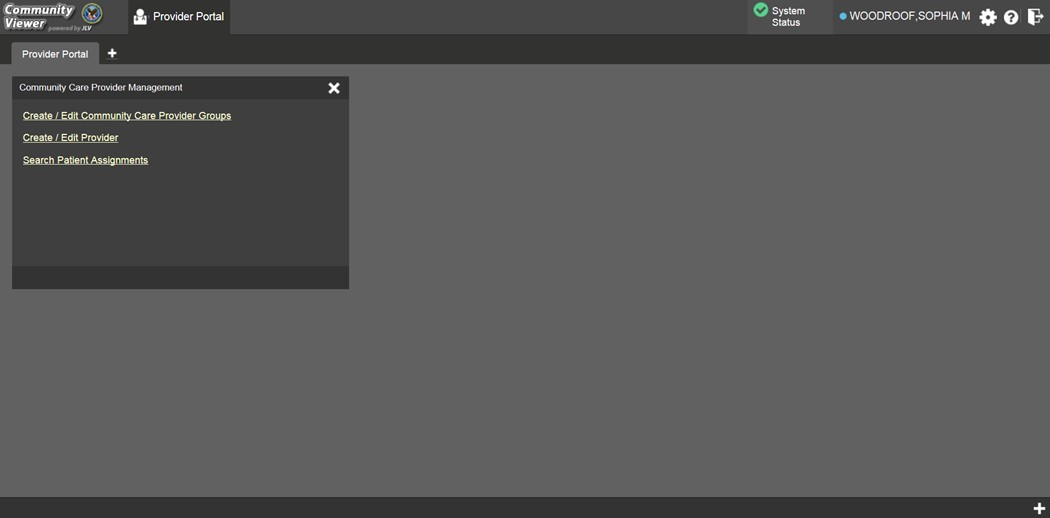 Community
Viewer
powered by JLV
Provider Portal
System
Status
WOODROOF,SOPHIA M
Provider Portal
Community Care Provider Management
Create / Edit Community Care Provider Groups
Create / Edit Provider
Search Patient Assignments